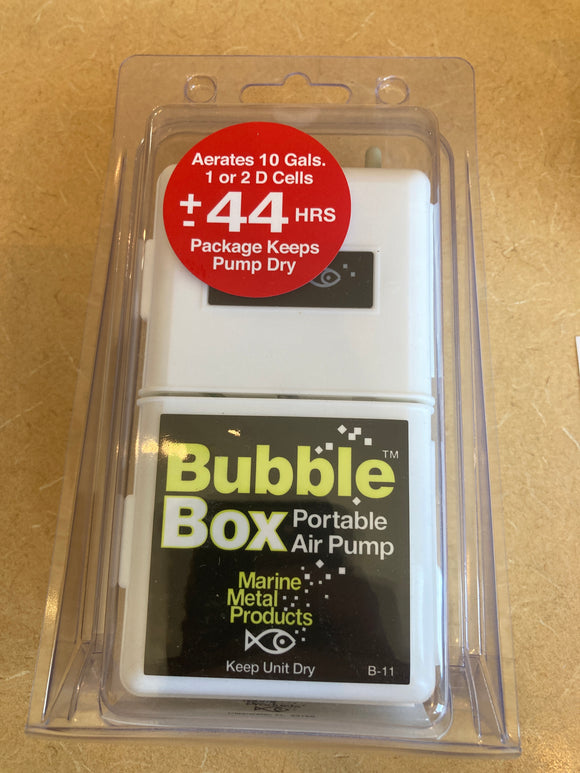 Aerates 10 Gals.
1 or 2 D Cells
+
- 44 HRS
Package Keeps
Pump Dry
Bubble™
Box Portable
Air Pump
Marine
Metal
Products
Keep Unit Dry
B-11